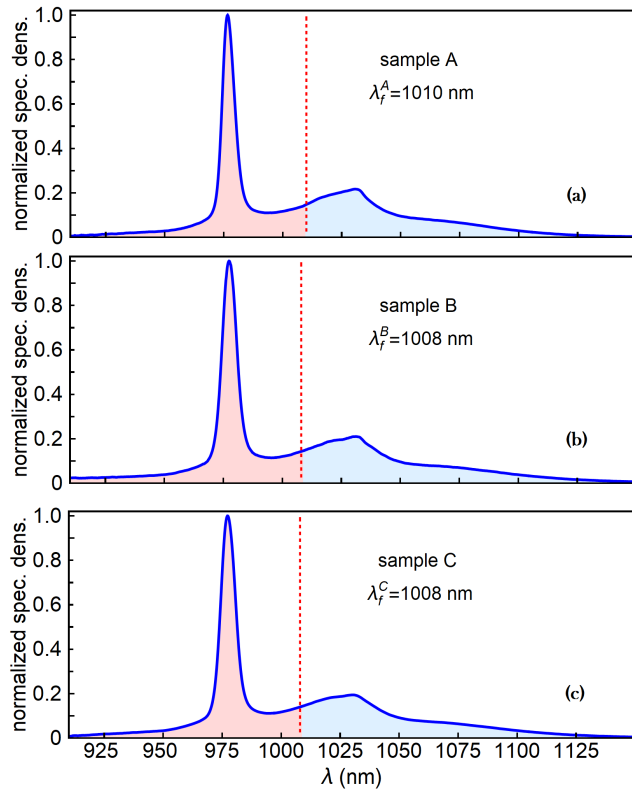 normalized spec. dens.
1.0
0.8
0.6
0.4
0.2
0
sample A
λ_f^A=1010 nm
(a)
normalized spec. dens.
1.0
0.8
0.6
0.4
0.2
0
sample B
λ_f^B=1008 nm
(b)
normalized spec. dens.
1.0
0.8
0.6
0.4
0.2
0
sample C
λ_f^C=1008 nm
(c)
925 950 975 1000 1025 1050 1075 1100 1125
λ (nm)